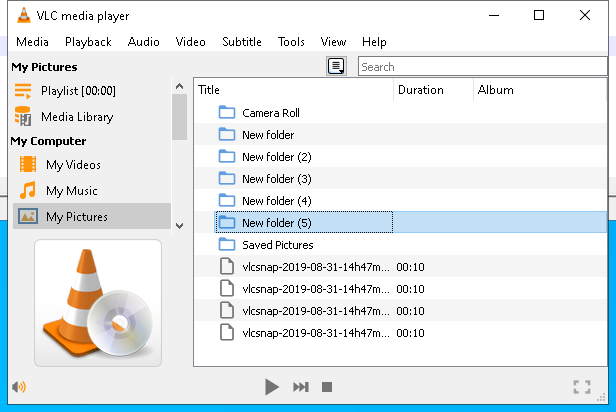 VLC media player
Media Playback Audio Video Subtitle Tools View Help
My Pictures
Search
Playlist [00:00]
Media Library
My Computer
My Videos
My Music
My Pictures
Title Duration Album
Camera Roll
New folder
New folder (2)
New folder (3)
New folder (4)
New folder (5)
Saved Pictures
vlcsnap-2019-08-31-14h47m... 00:10
vlcsnap-2019-08-31-14h47m... 00:10
vlcsnap-2019-08-31-14h47m... 00:10
vlcsnap-2019-08-31-14h47m... 00:10